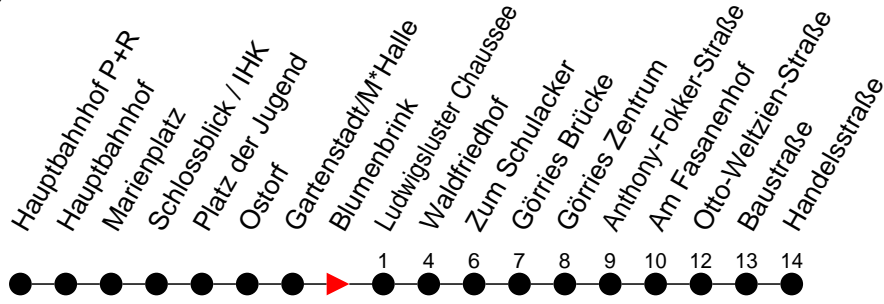 Hauptbahnhof P+R
Hauptbahnhof
Marienplatz
Schlossblick / IHK
Platz der Jugend
Ostorf
Gartenstadt/M*Halle
Blumenbrink
Ludwigsluster Chaussee
Waldfriedhof
Zum Schulacker
Görries Brücke
Görries Zentrum
Anthony-Fokker-Straße
Am Fasanenhof
Otto-Weltzien-Straße
Baustraße
Handelsstraße
1 4 6 7 8 9 10 12 13 14